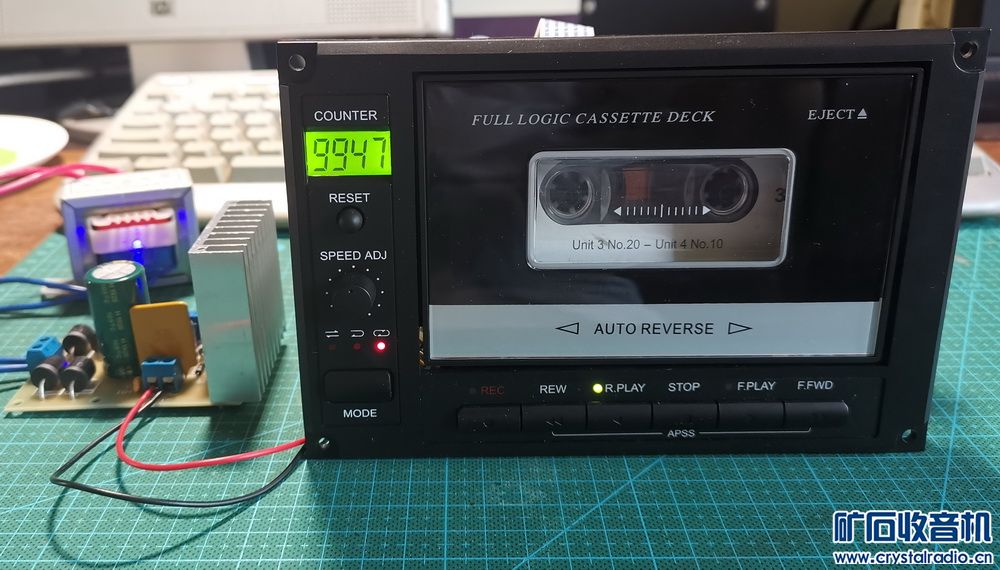 COUNTER
9947
RESET
SPEED ADJ
MODE
FULL LOGIC CASSETTE DECK
EJECT
3
Unit 3 No.20 – Unit 4 No.10
AUTO REVERSE
REC
REW
R.PLAY
STOP
F.PLAY
F.FWD
APSS
矿石收音机
www.crystalradio.cn